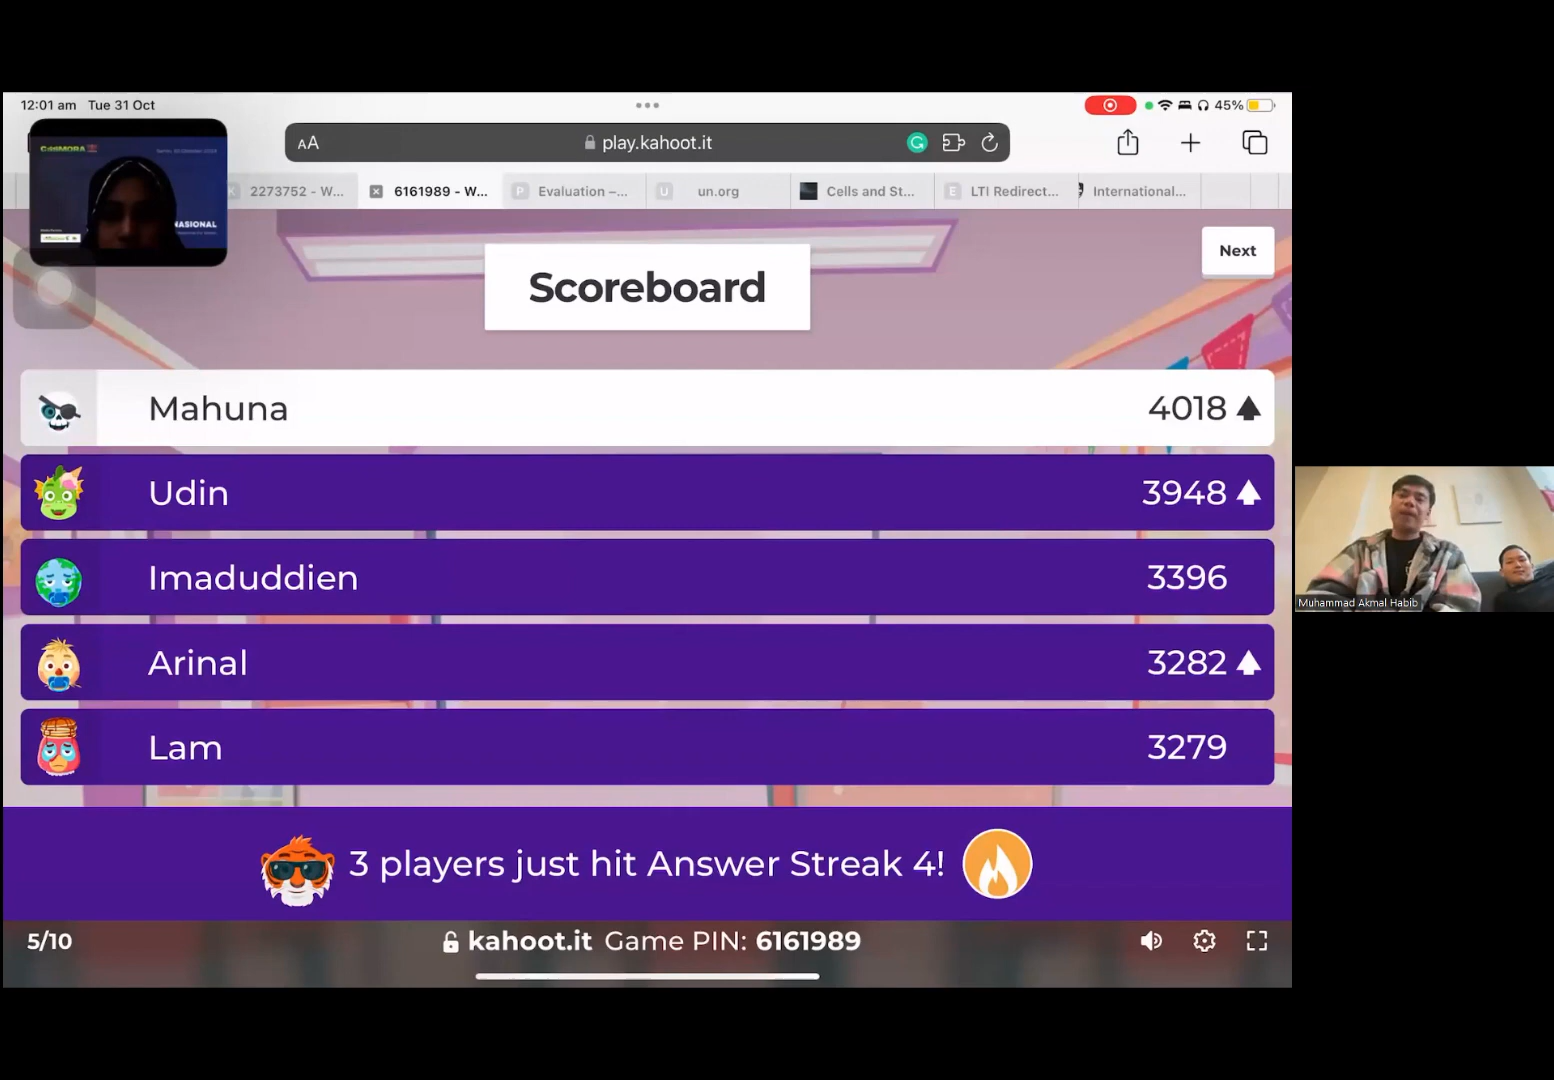 12:01 am Tue 31 Oct
45%
AA
play.kahoot.it
2273752 - W...
6161989 - W...
Evaluation –...
un.org
Cells and St...
LTI Redirect...
International...
NASIONAL
Next
Scoreboard
Mahuna 4018
Udin 3948
Imaduddien 3396
Arinal 3282
Lam 3279
Muhammad Akmal Habib
3 players just hit Answer Streak 4!
5/10
kahoot.it Game PIN: 6161989